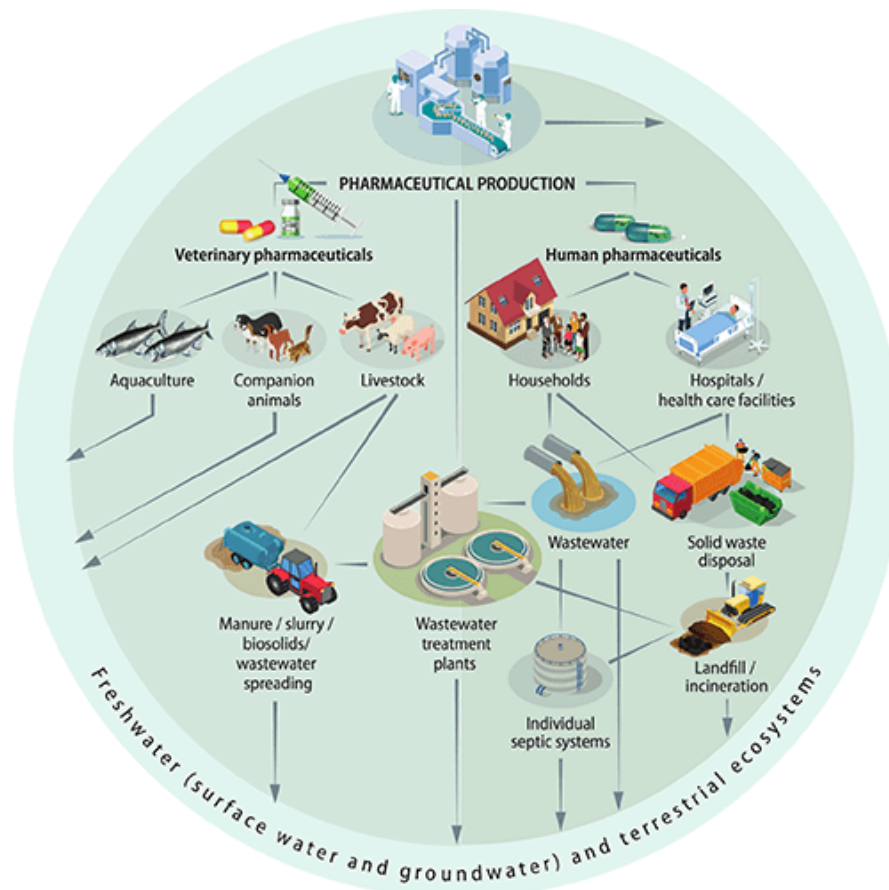 PHARMACEUTICAL PRODUCTION
Veterinary pharmaceuticals
Human pharmaceuticals
Aquaculture
Companion
animals
Livestock
Households
Hospitals /
health care facilities
Wastewater
Solid waste
disposal
Manure / slurry /
biosolids/
wastewater
spreading
Wastewater
treatment
plants
Landfill /
incineration
Individual
septic systems
Freshwater (surface water and groundwater) and terrestrial ecosystems